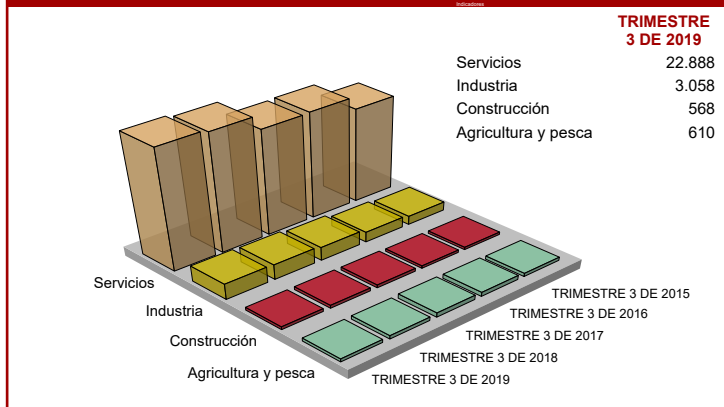 Indicadores
TRIMESTRE
3 DE 2019
Servicios 22.888
Industria 3.058
Construcción 568
Agricultura y pesca 610
Servicios
Industria
Construcción
Agricultura y pesca
TRIMESTRE 3 DE 2015
TRIMESTRE 3 DE 2016
TRIMESTRE 3 DE 2017
TRIMESTRE 3 DE 2018
TRIMESTRE 3 DE 2019